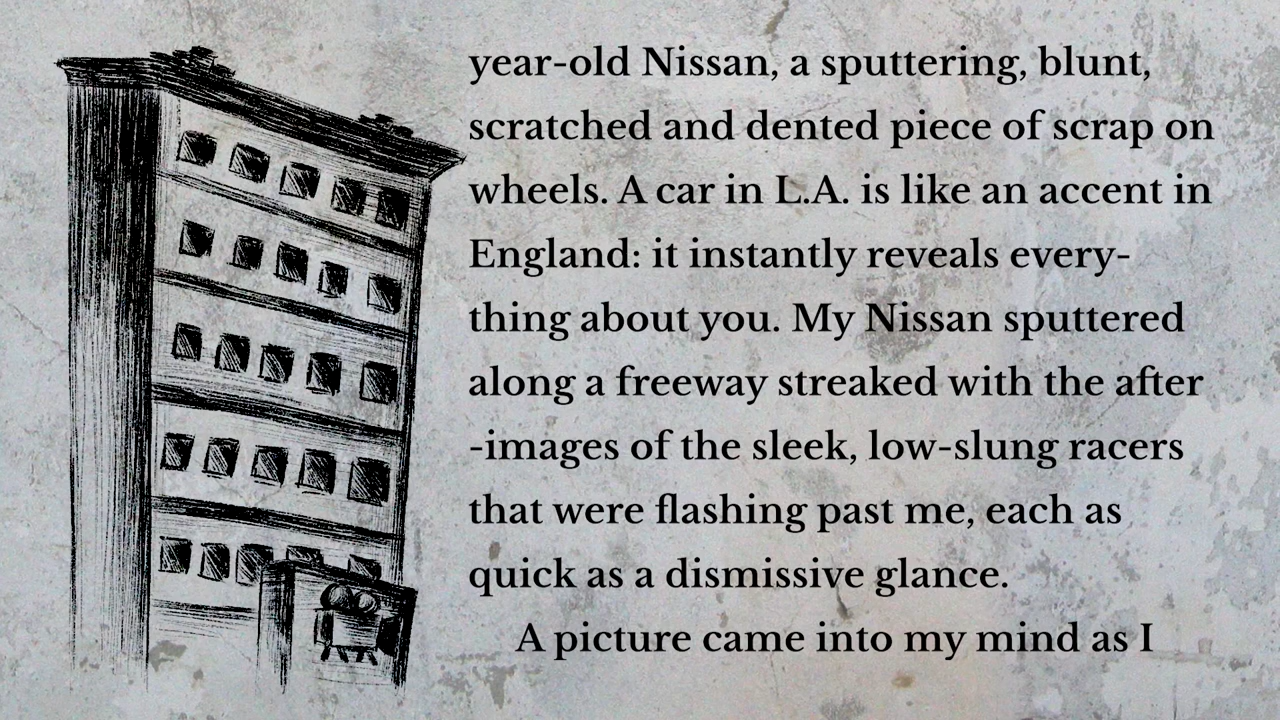 year-old Nissan, a sputtering, blunt,
scratched and dented piece of scrap on
wheels. A car in L.A. is like an accent in
England: it instantly reveals every-
thing about you. My Nissan sputtered
along a freeway streaked with the after
-images of the sleek, low-slung racers
that were flashing past me, each as
quick as a dismissive glance.
A picture came into my mind as I